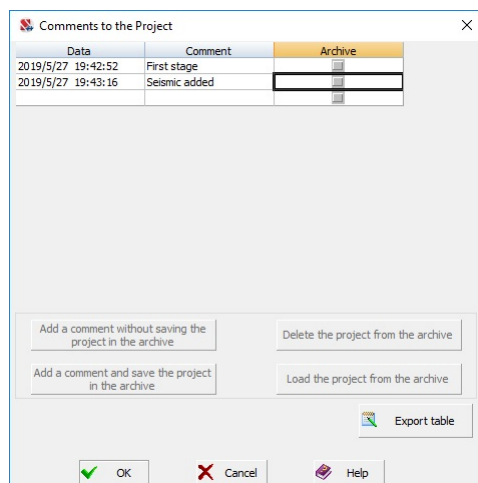 Comments to the Project
Data Comment Archive
2019/5/27 19:42:52 First stage
2019/5/27 19:43:16 Seismic added
Add a comment without saving the
project in the archive
Delete the project from the archive
Add a comment and save the project
in the archive
Load the project from the archive
Export table
OK Cancel Help